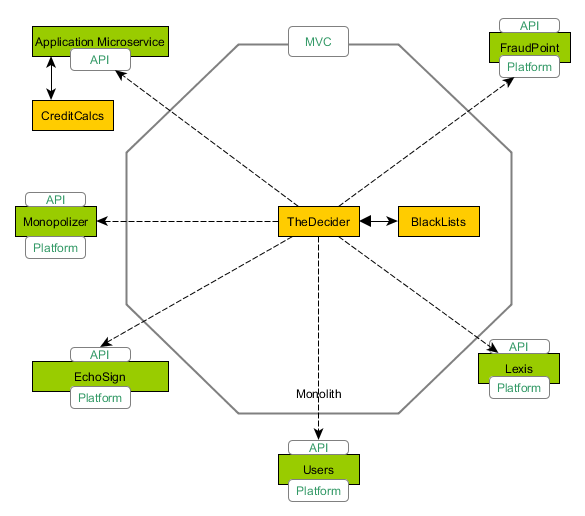 MVC
API
Application Microservice
API
FraudPoint
Platform
CreditCalcs
API
Monopolizer
Platform
TheDecider
BlackLists
API
EchoSign
Platform
API
Lexis
Platform
Monolith
API
Users
Platform